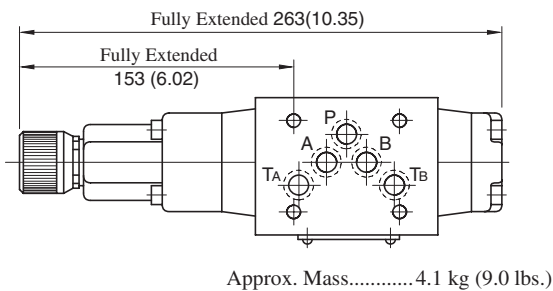 Fully Extended 263(10.35)
Fully Extended
153 (6.02)
P
A
B
TA
TB
Approx. Mass............4.1 kg (9.0 lbs.)